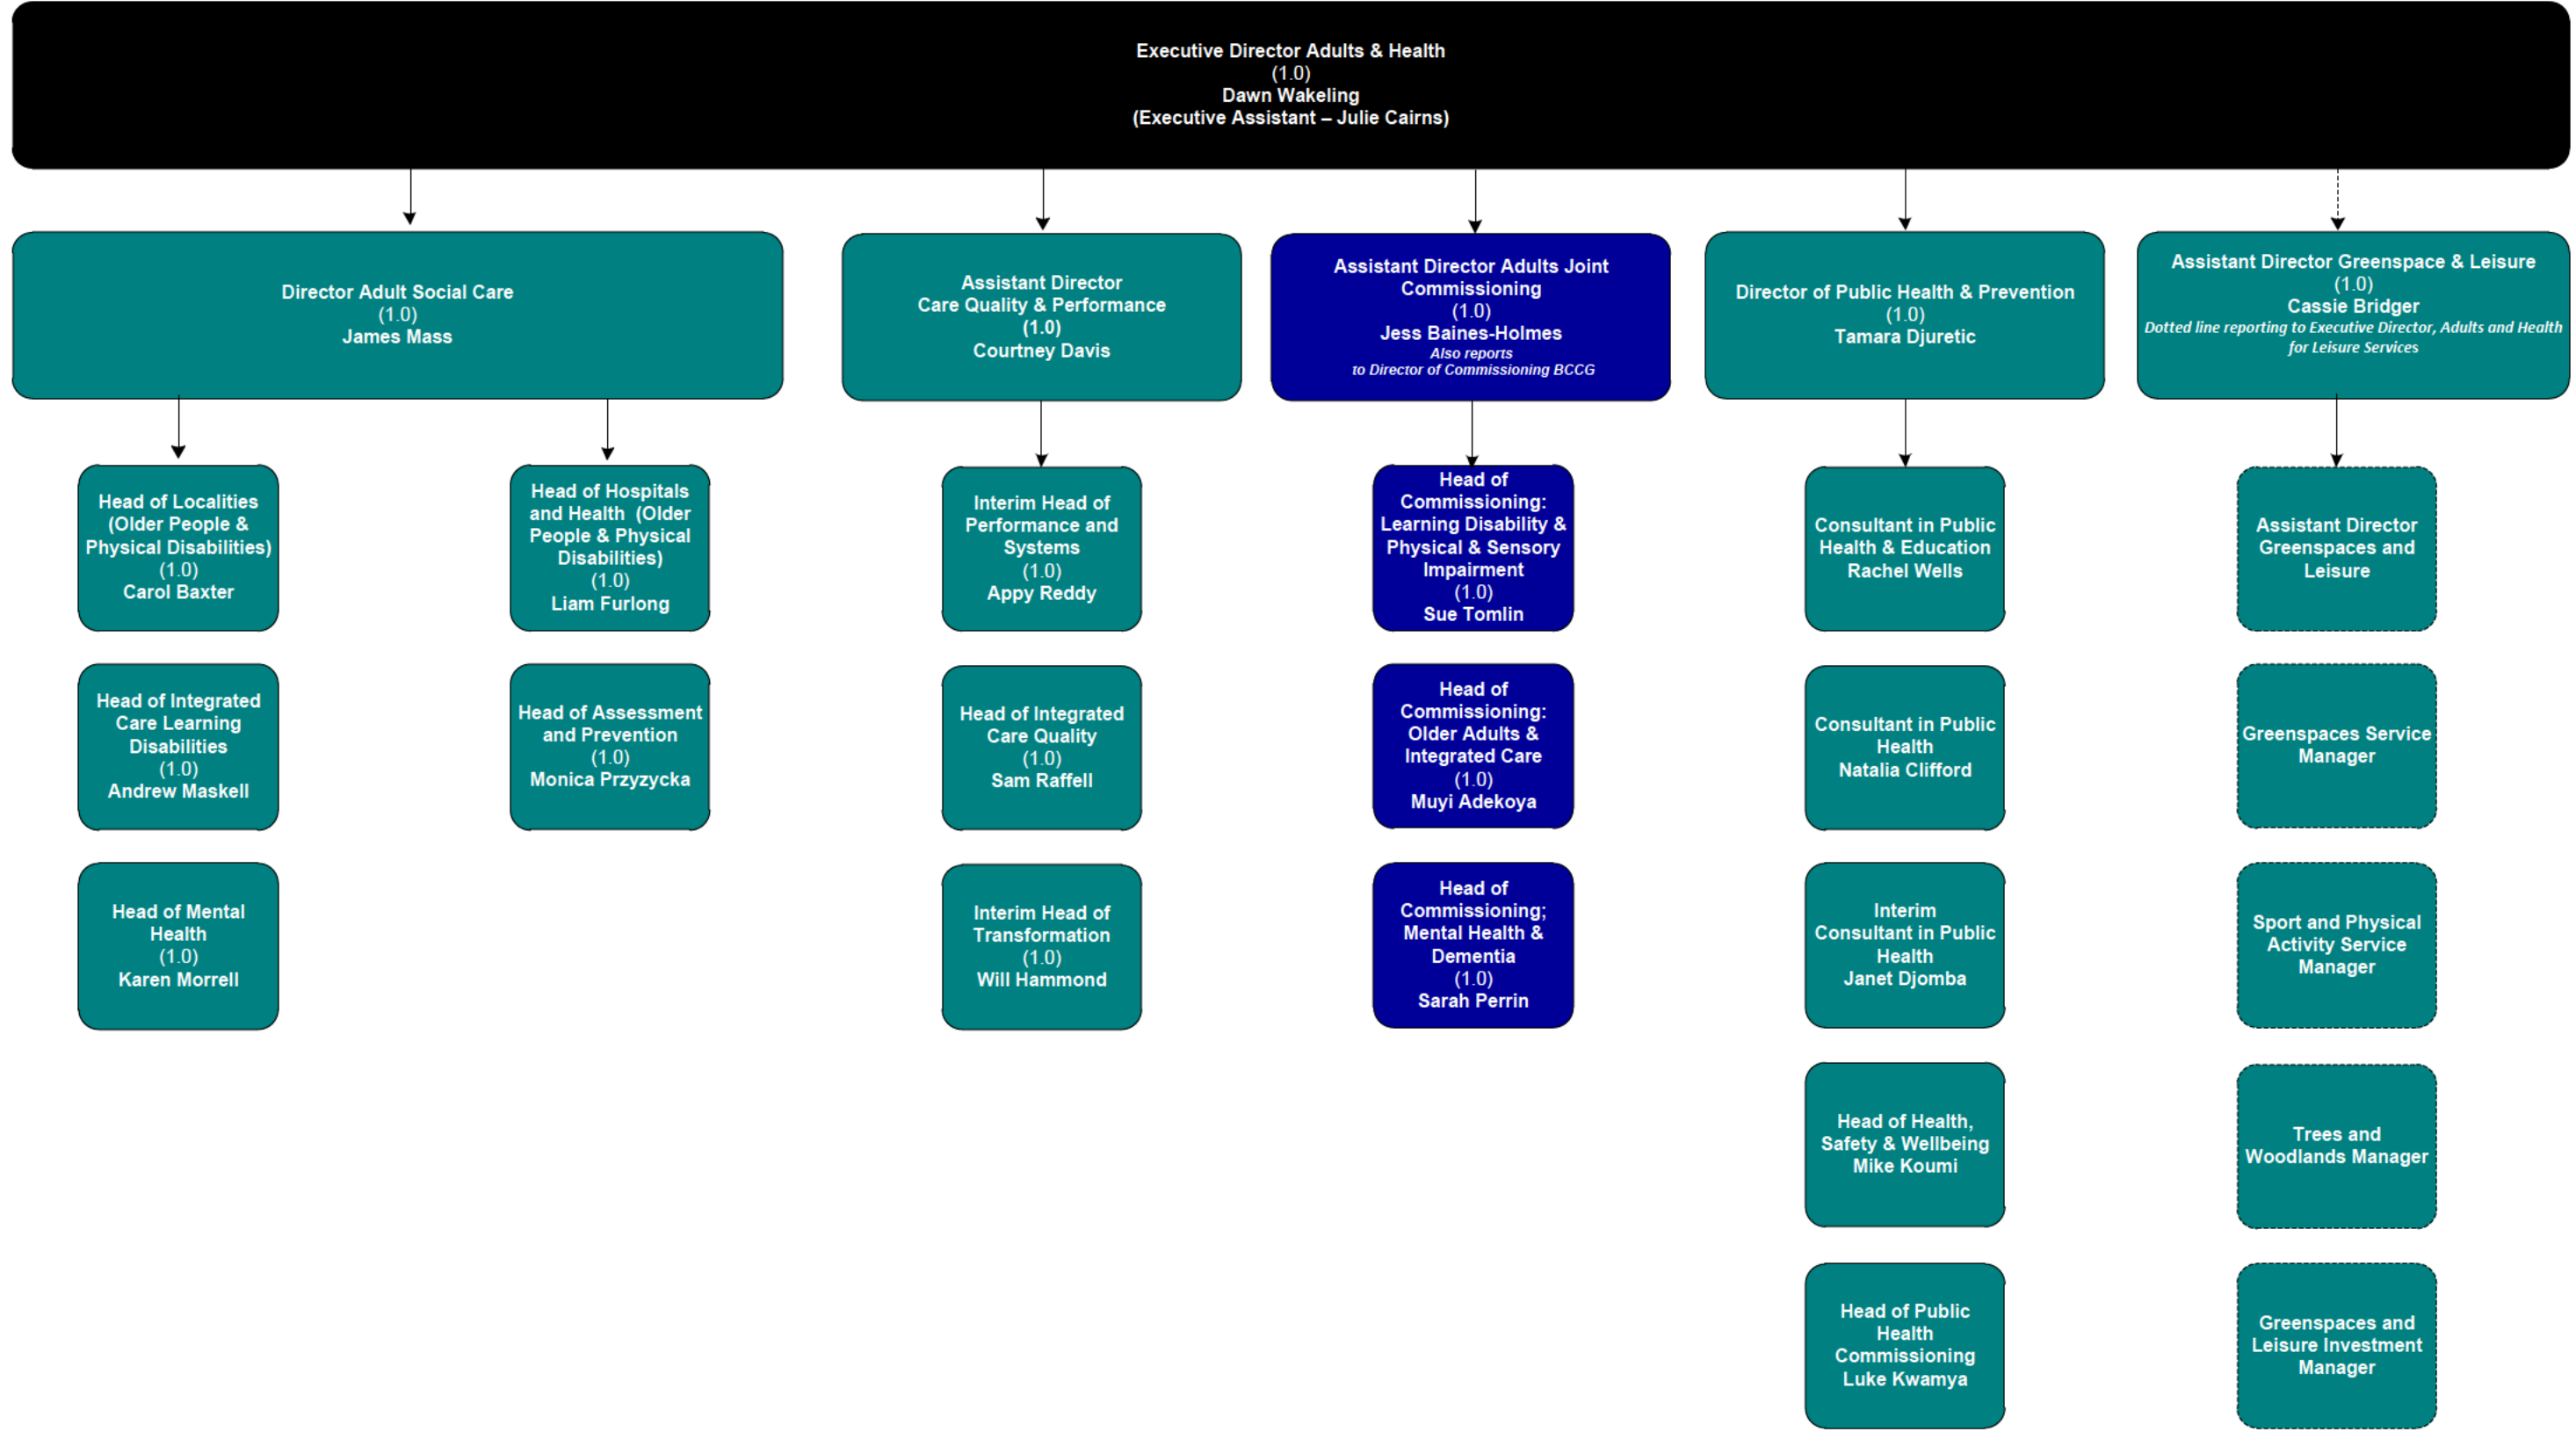 Executive Director Adults & Health
(1.0)
Dawn Wakeling
(Executive Assistant – Julie Cairns)
Director Adult Social Care
(1.0)
James Mass
Assistant Director
Care Quality & Performance
(1.0)
Courtney Davis
Assistant Director Adults Joint
Commissioning
(1.0)
Jess Baines-Holmes
Also reports
to Director of Commissioning BCCG
Director of Public Health & Prevention
(1.0)
Tamara Djuretic
Assistant Director Greenspace & Leisure
(1.0)
Cassie Bridger
Dotted line reporting to Executive Director, Adults and Health
for Leisure Services
Head of Localities
(Older People &
Physical Disabilities)
(1.0)
Carol Baxter
Head of Hospitals
and Health (Older
People & Physical
Disabilities)
(1.0)
Liam Furlong
Interim Head of
Performance and
Systems
(1.0)
Appy Reddy
Head of
Commissioning:
Learning Disability &
Physical & Sensory
Impairment
(1.0)
Sue Tomlin
Consultant in Public
Health & Education
Rachel Wells
Assistant Director
Greenspaces and
Leisure
Head of Integrated
Care Learning
Disabilities
(1.0)
Andrew Maskell
Head of Assessment
and Prevention
(1.0)
Monica Przyzycka
Head of Integrated
Care Quality
(1.0)
Sam Raffell
Head of
Commissioning:
Older Adults &
Integrated Care
(1.0)
Muyi Adekoya
Consultant in Public
Health
Natalia Clifford
Greenspaces Service
Manager
Head of Mental
Health
(1.0)
Karen Morrell
Interim Head of
Transformation
(1.0)
Will Hammond
Head of
Commissioning;
Mental Health &
Dementia
(1.0)
Sarah Perrin
Interim
Consultant in Public
Health
Janet Djomba
Sport and Physical
Activity Service
Manager
Head of Health,
Safety & Wellbeing
Mike Koumi
Trees and
Woodlands Manager
Head of Public
Health
Commissioning
Luke Kwamya
Greenspaces and
Leisure Investment
Manager